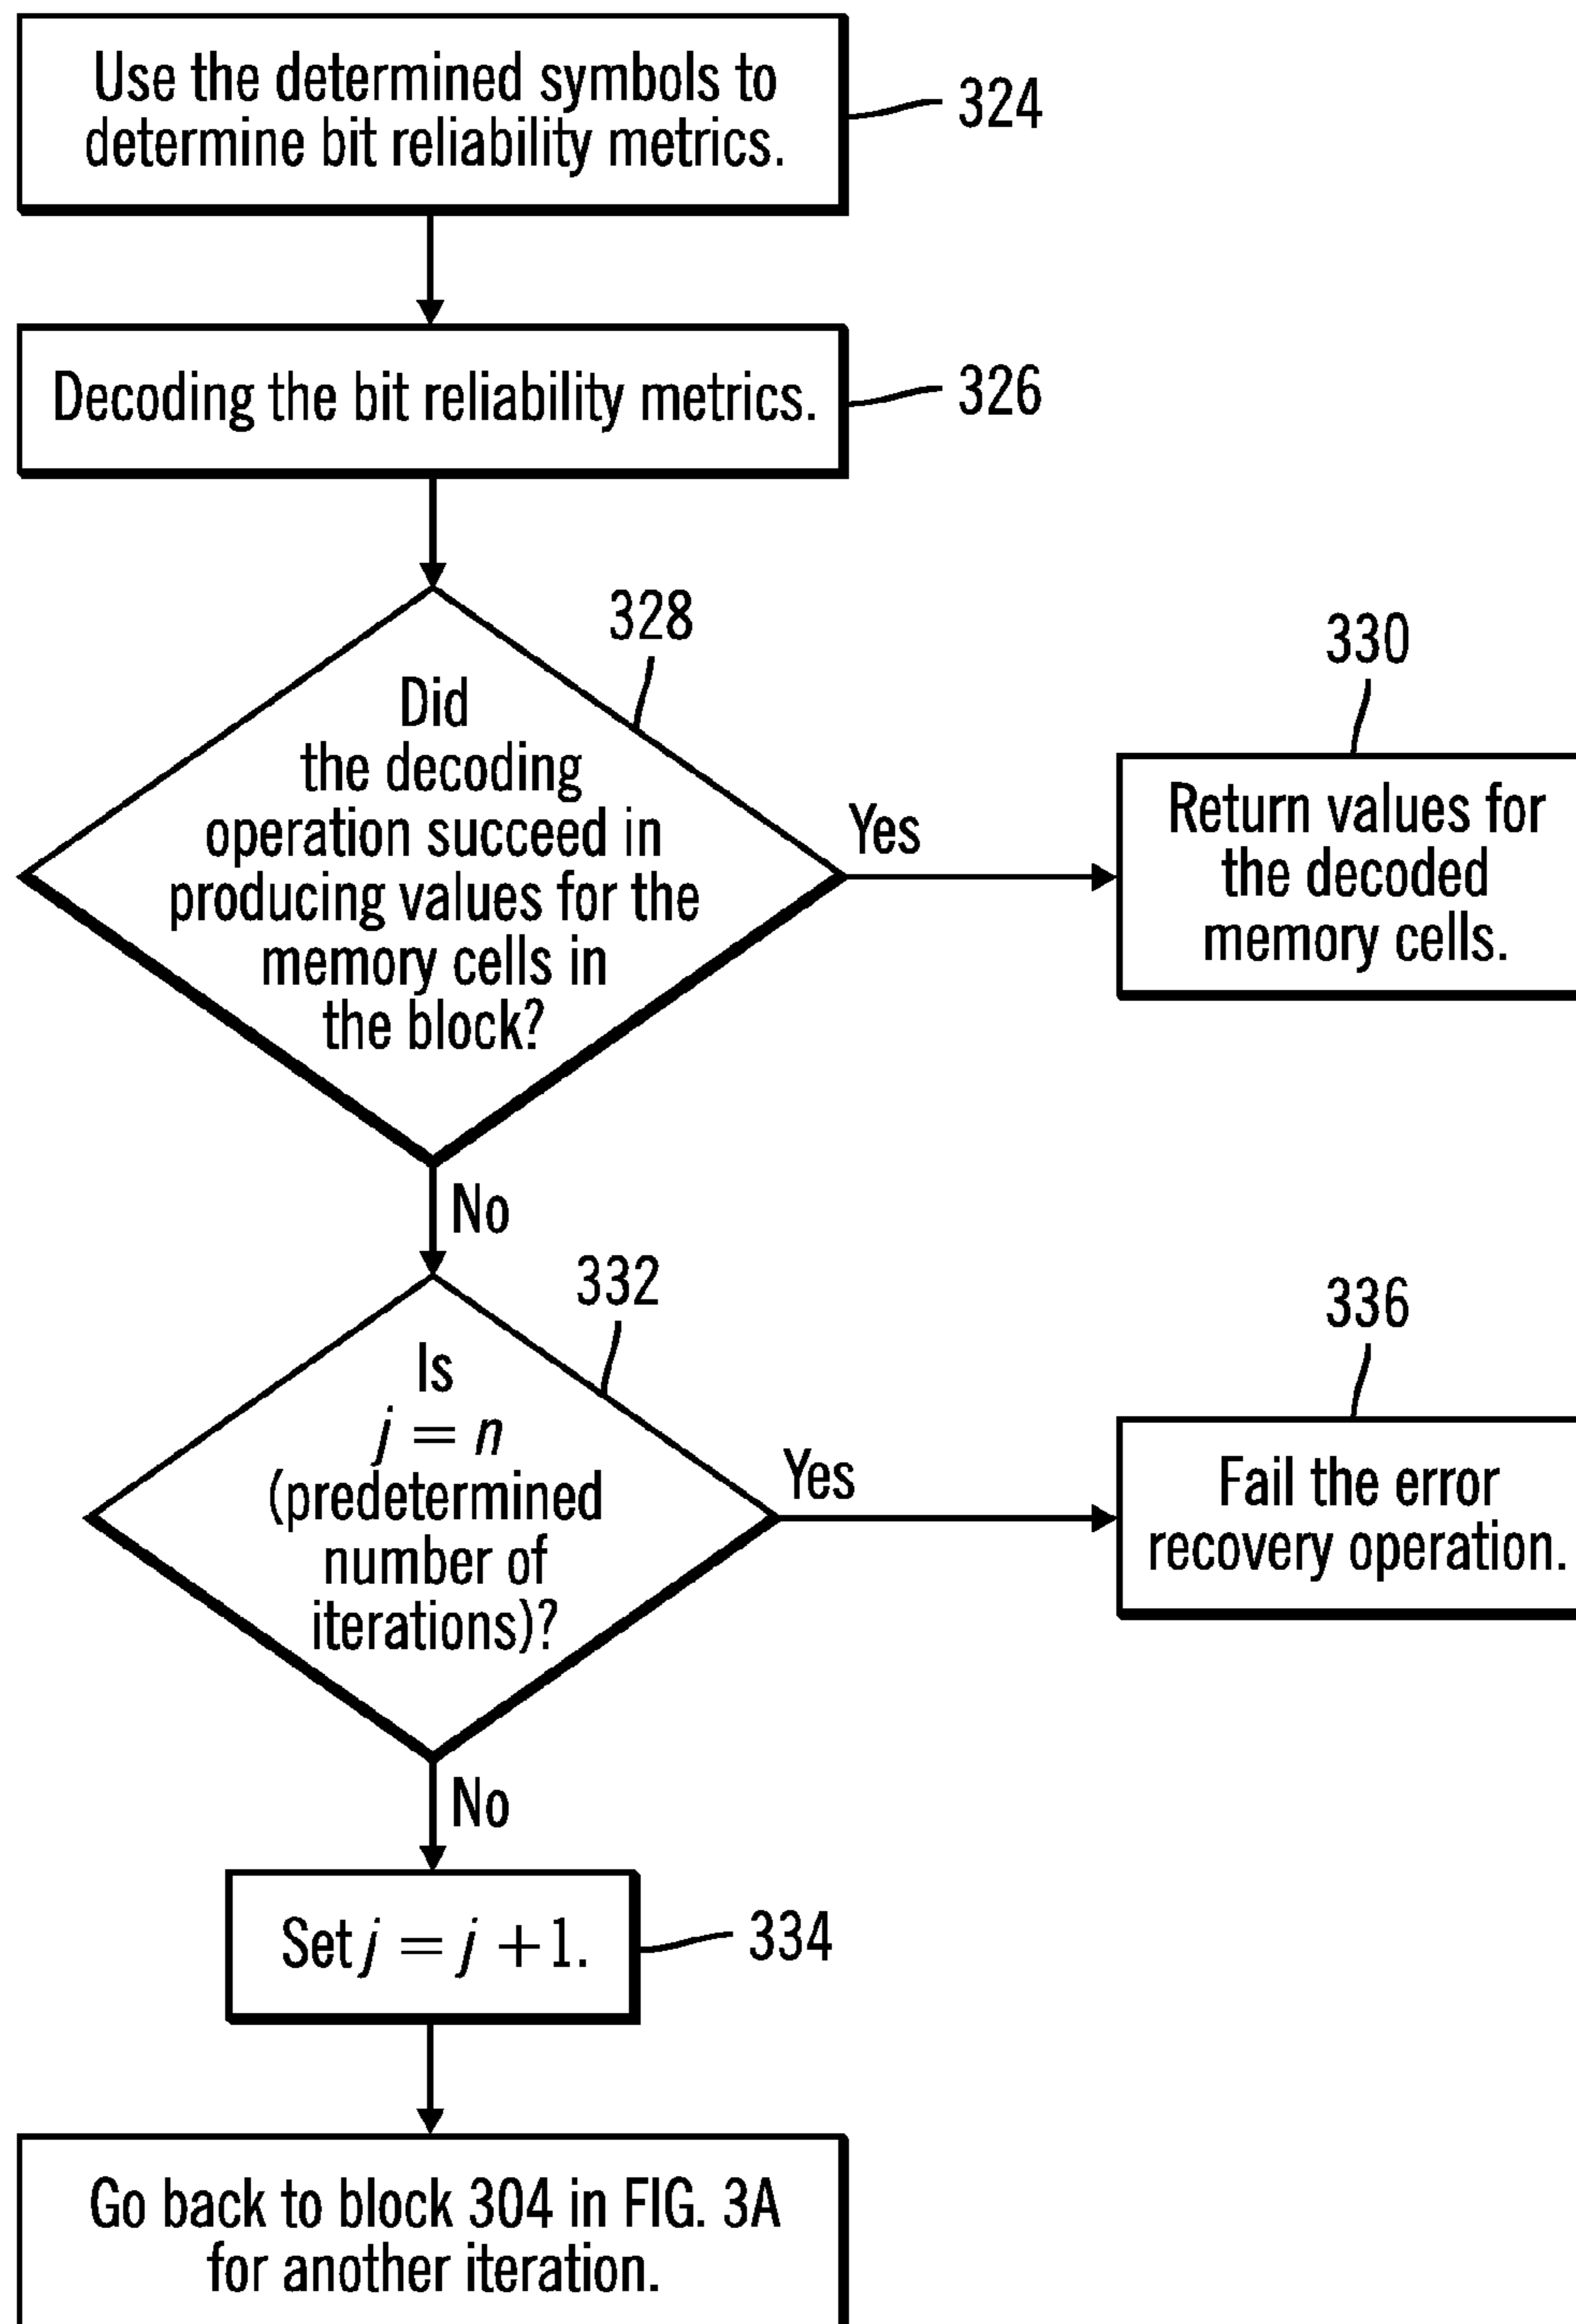 Use the determined symbols to
determine bit reliability metrics.
324
Decoding the bit reliability metrics.
326
328
Did
the decoding
operation succeed in
producing values for the
memory cells in
the block?
Yes
330
Return values for
the decoded
memory cells.
No
332
Is
j = n
(predetermined
number of
iterations)?
Yes
336
Fail the error
recovery operation.
No
Set j = j +1.
334
Go back to block 304 in FIG. 3A
for another iteration.